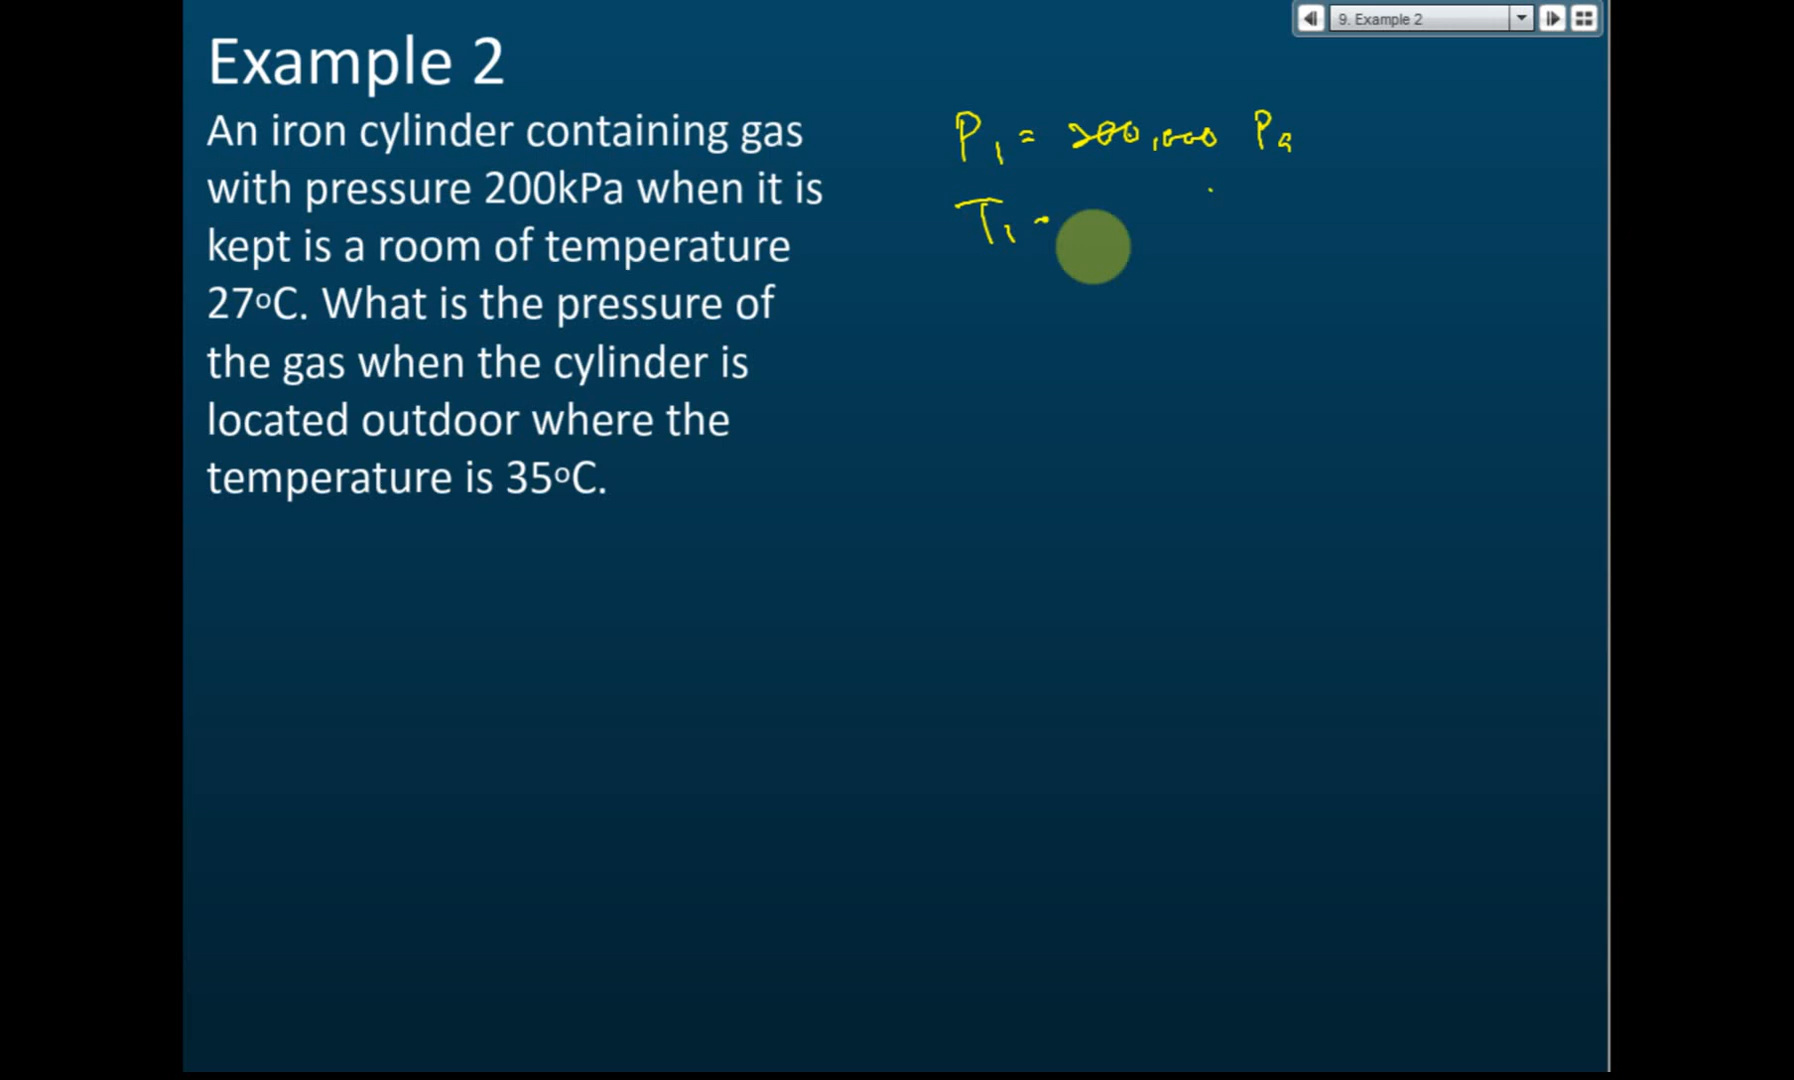 9. Example 2
Example 2
An iron cylinder containing gas
with pressure 200kPa when it is
kept is a room of temperature
27°C. What is the pressure of
the gas when the cylinder is
located outdoor where the
temperature is 35°C.
P₁ = 200,000 Pa
T₁ -